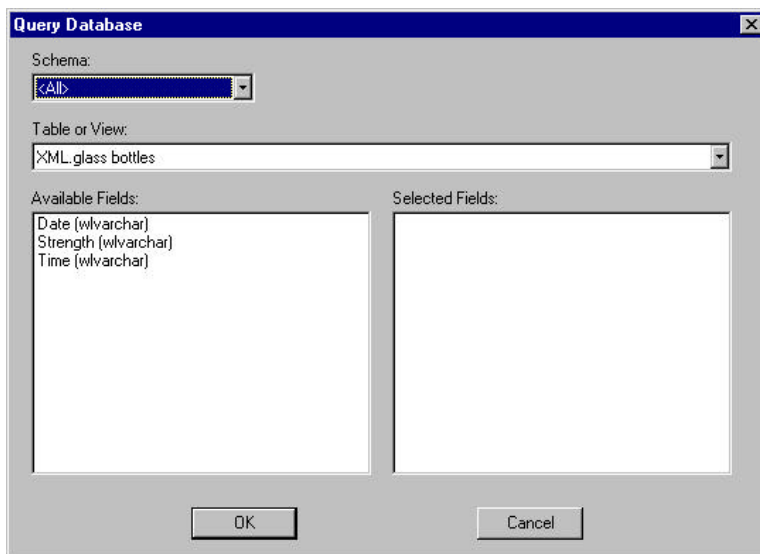 Query Database
Schema:
<All>
Table or View:
XML.glass bottles
Available Fields:
Selected Fields:
Date (wlvarchar)
Strength (wlvarchar)
Time (wlvarchar)
OK
Cancel